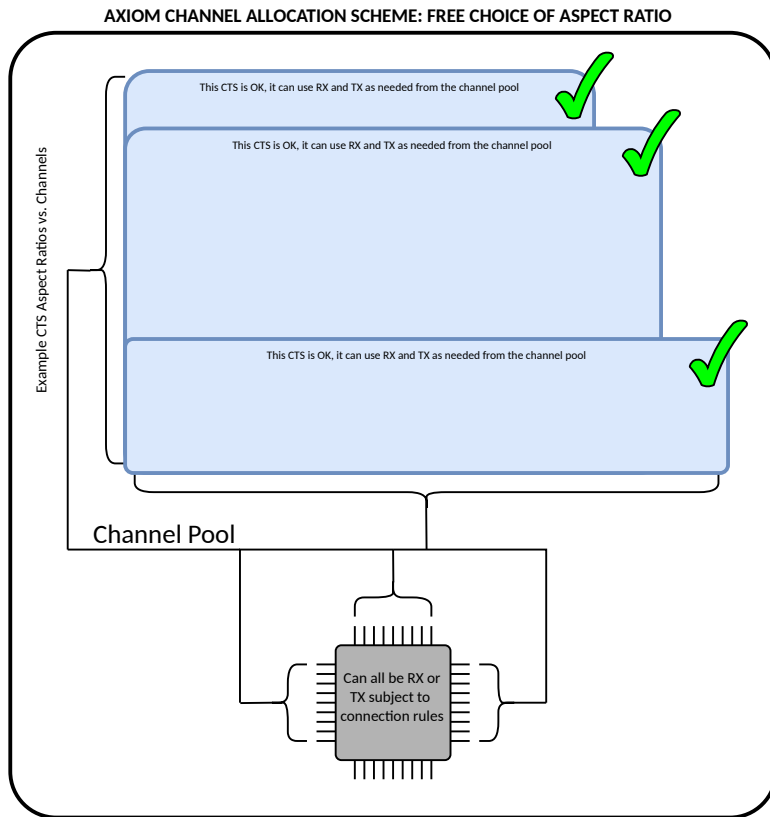 AXIOM CHANNEL ALLOCATION SCHEME: FREE CHOICE OF ASPECT RATIO
This CTS is OK, it can use RX and TX as needed from the channel pool
This CTS is OK, it can use RX and TX as needed from the channel pool
Example CTS Aspect Ratios vs. Channels
This CTS is OK, it can use RX and TX as needed from the channel pool
Channel Pool
Can all be RX or
TX subject to
connection rules